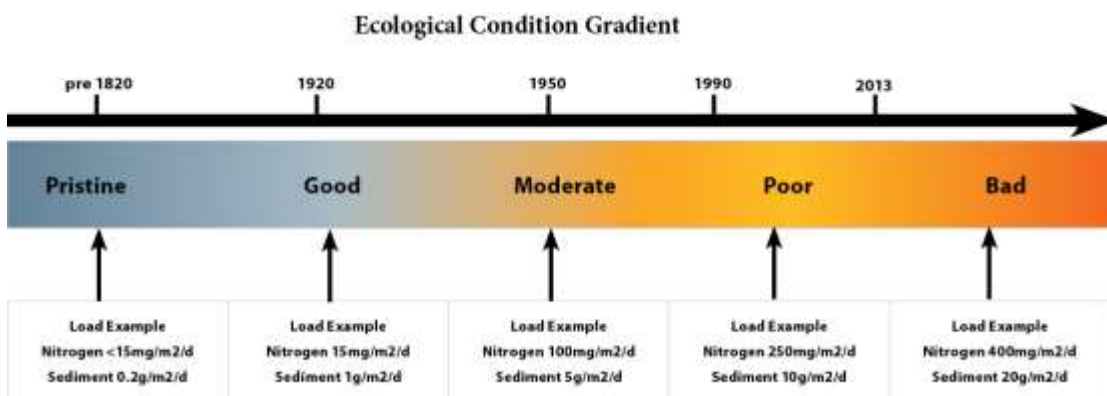 Ecological Condition Gradient
pre 1820 1920 1950 1990 2013
Pristine Good Moderate Poor Bad
Load Example Load Example Load Example Load Example Load Example
Nitrogen <15mg/m2/d Nitrogen 15mg/m2/d Nitrogen 100mg/m2/d Nitrogen 250mg/m2/d Nitrogen 400mg/m2/d
Sediment 0.2g/m2/d Sediment 1g/m2/d Sediment 5g/m2/d Sediment 10g/m2/d Sediment 20g/m2/d